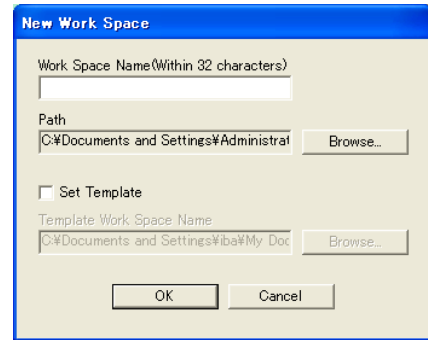 New Work Space
Work Space Name(Within 32 characters)
Path
C:¥Documents and Settings¥Administrat
Browse...
Set Template
Template Work Space Name
C:¥Documents and Settings¥iba¥My Doc
Browse...
OK Cancel